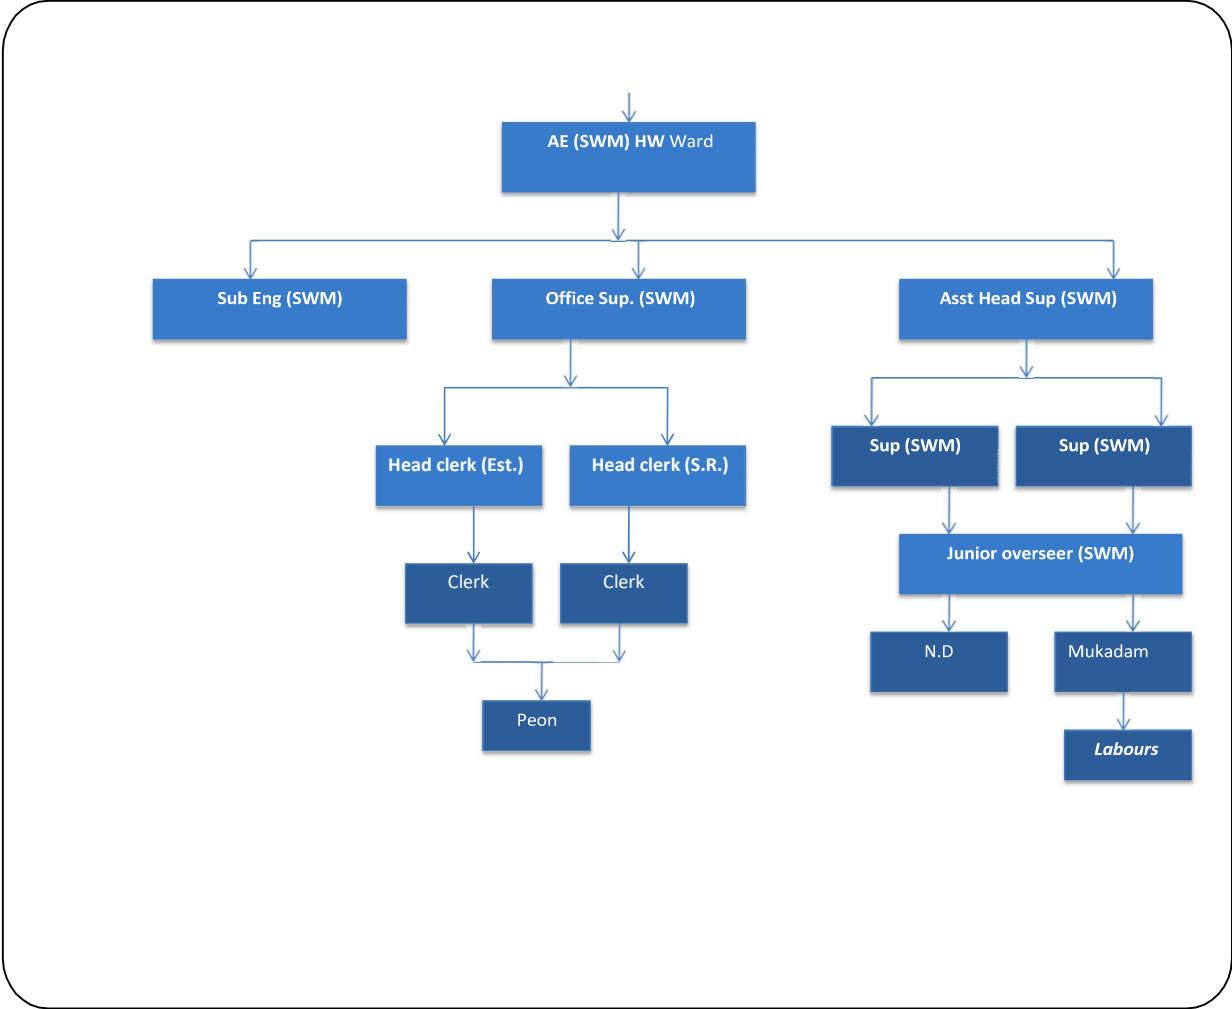 AE (SWM) HW Ward
Sub Eng (SWM)
Office Sup. (SWM)
Asst Head Sup (SWM)
Head clerk (Est.)
Head clerk (S.R.)
Sup (SWM)
Sup (SWM)
Junior overseer (SWM)
Clerk
Clerk
N.D
Mukadam
Peon
Labours